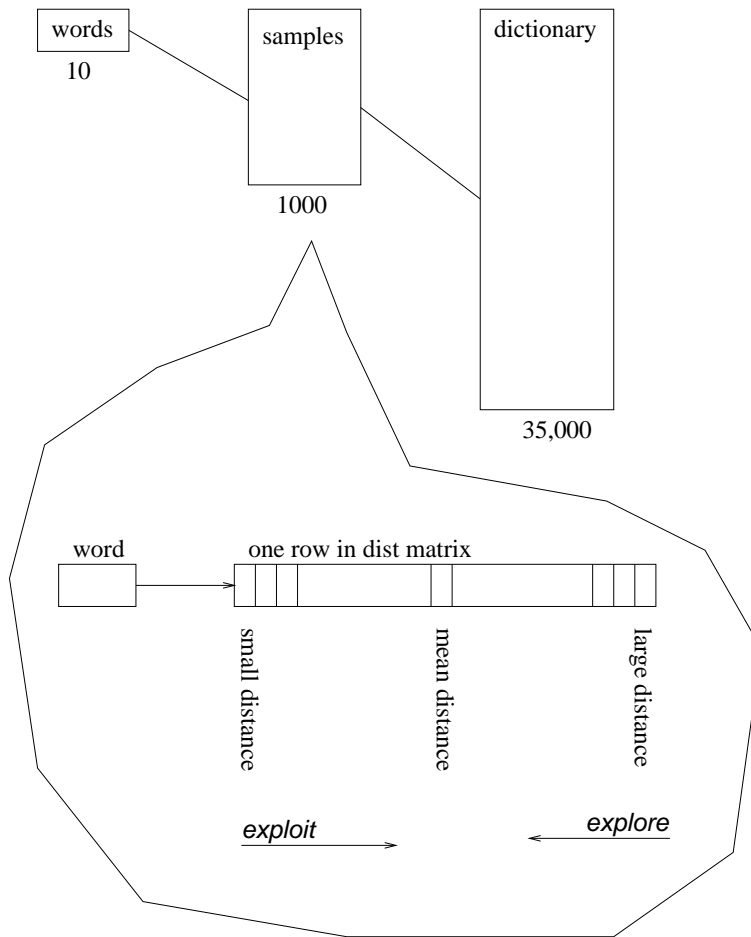 words
samples
dictionary
10
1000
35,000
word
one row in dist matrix
small distance
mean distance
large distance
exploit
explore